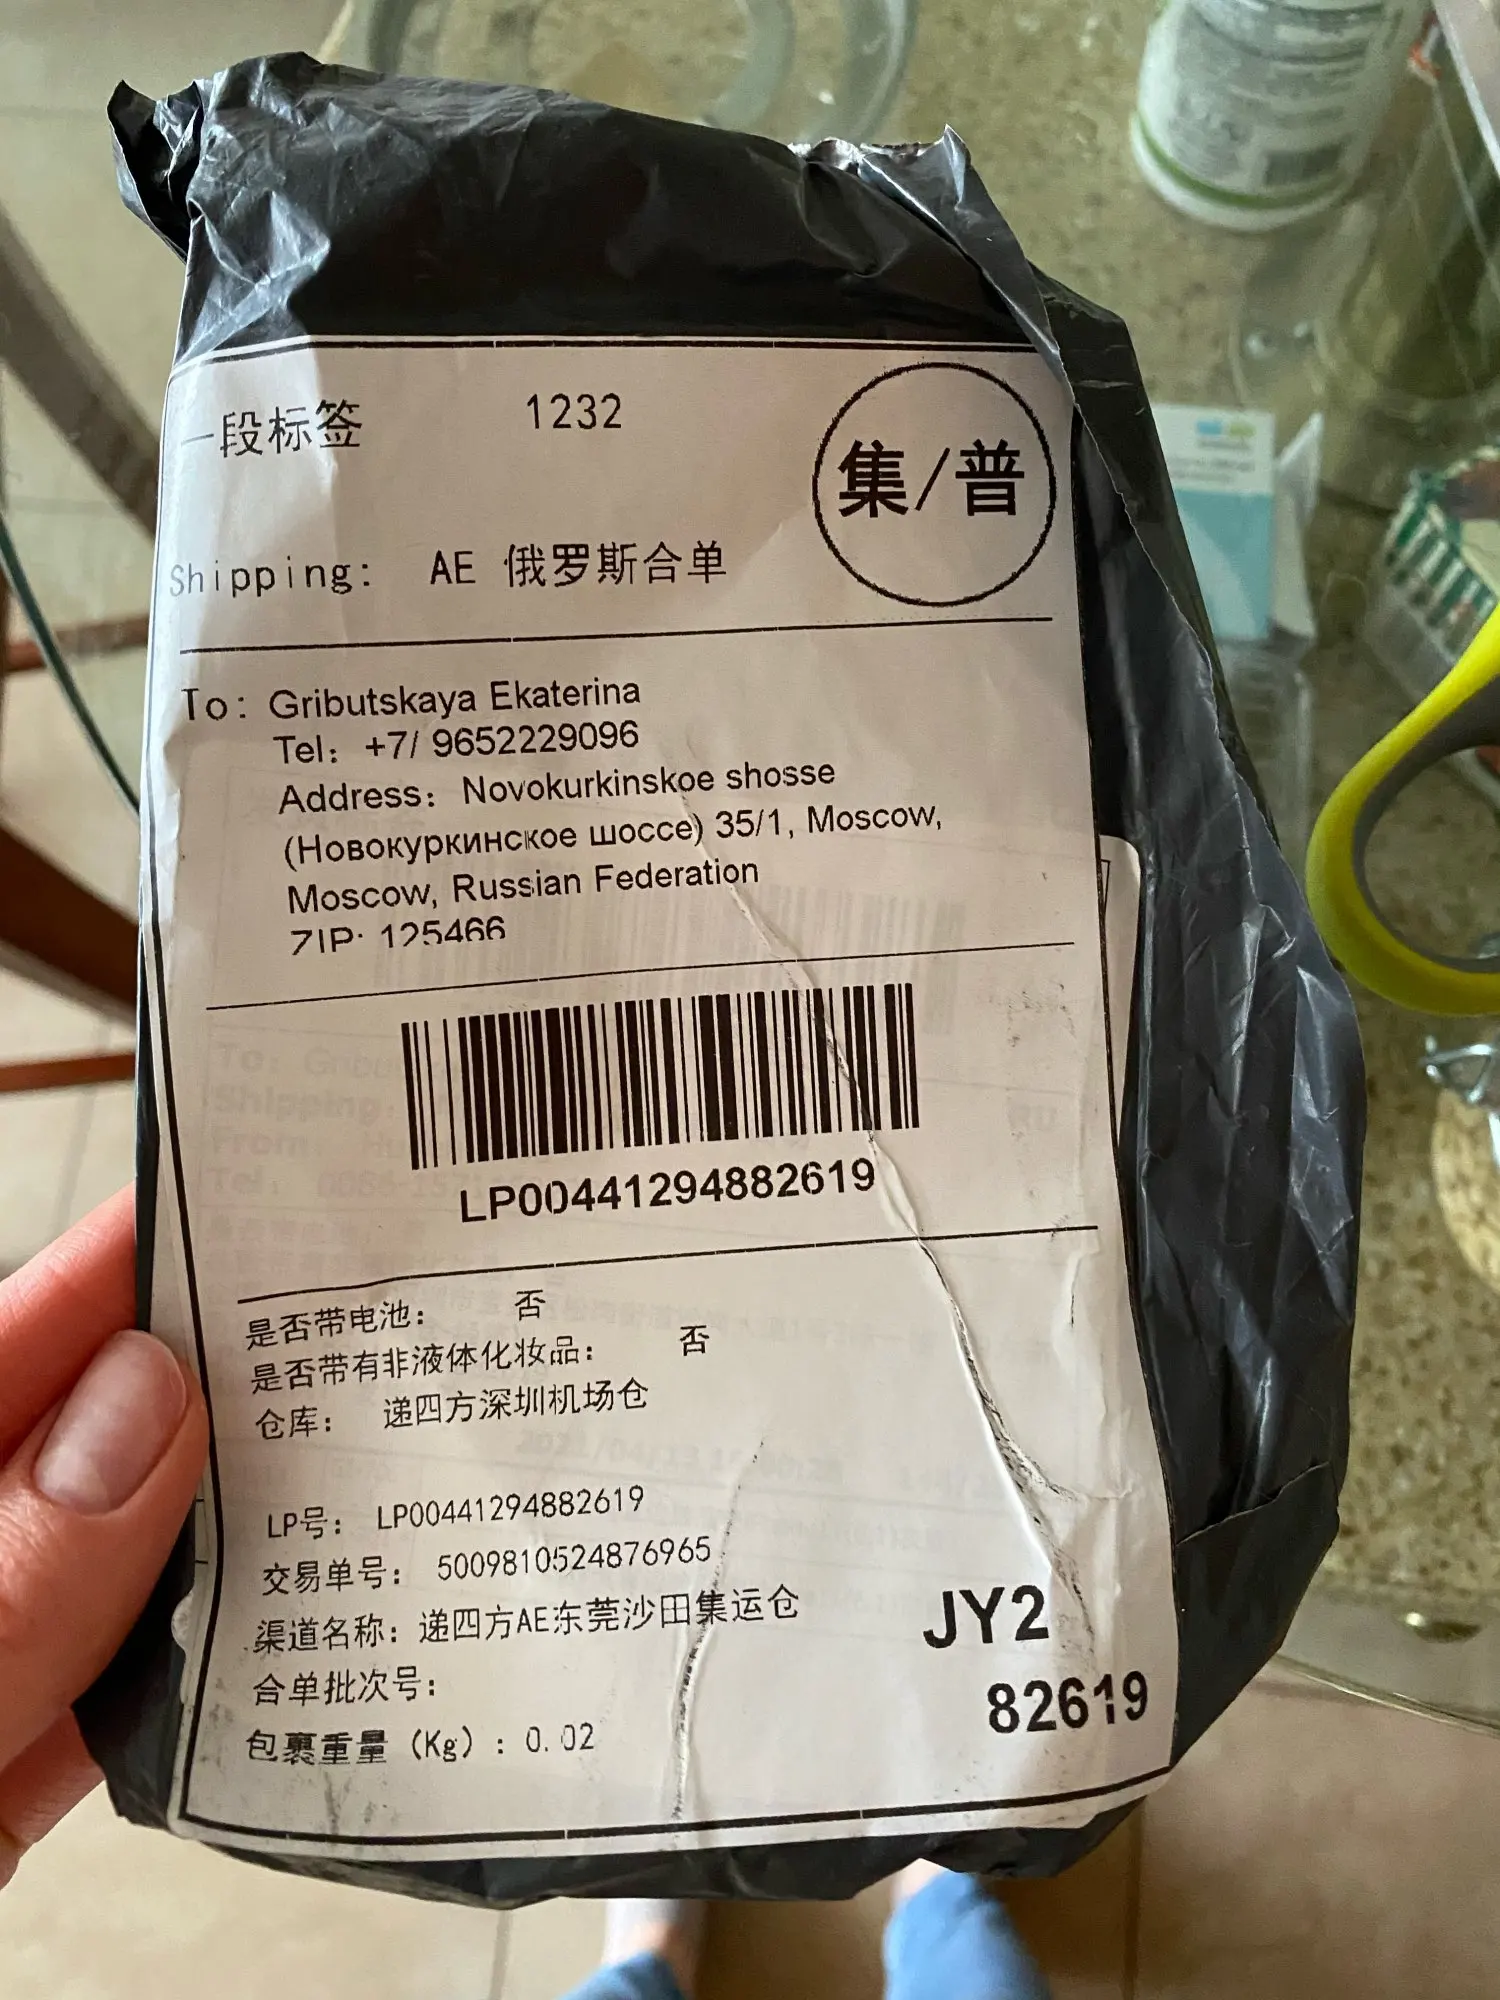 一段标签 1232
集/普
Shipping: AE 俄罗斯合单
To: Gributskaya Ekaterina
Tel: +7/ 9652229096
Address: Novokurkinskoe shosse
(Новокуркинское шоссе) 35/1, Moscow,
Moscow, Russian Federation
ZIP: 125466
LP00441294882619
是否带电池: 否
是否带有非液体化妆品: 否
仓库: 递四方深圳机场仓
LP号: LP00441294882619
交易单号: 5009810524876965
渠道名称: 递四方AE东莞沙田集运仓
JY2
合单批次号:
82619
包裹重量 (Kg) : 0.02